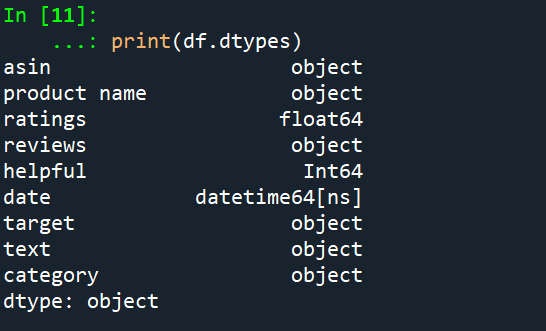 In [11]:
...: print(df.dtypes)
asin object
product name object
ratings float64
reviews object
helpful Int64
date datetime64[ns]
target object
text object
category object
dtype: object